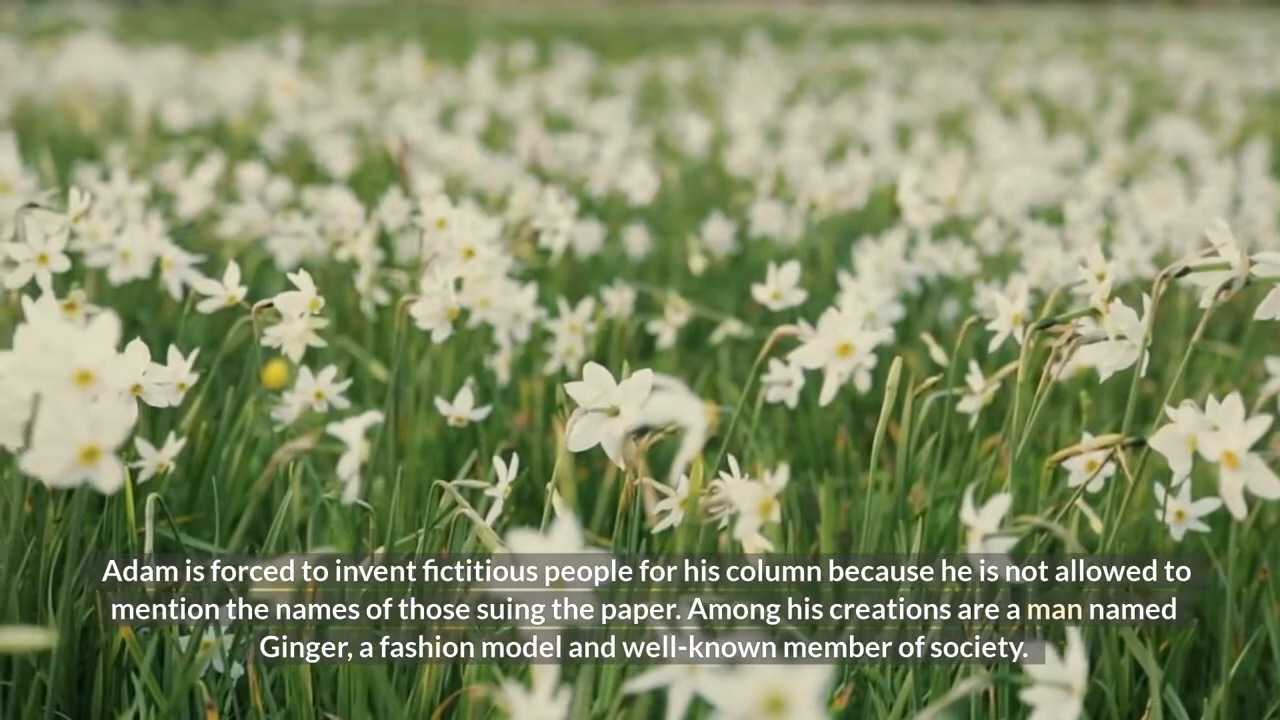 Adam is forced to invent fictitious people for his column because he is not allowed to
mention the names of those suing the paper. Among his creations are a man named
Ginger, a fashion model and well-known member of society.